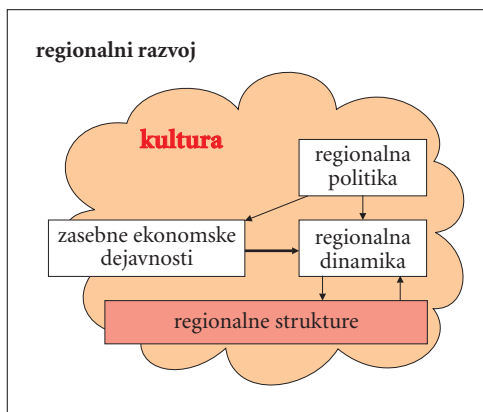 regionalni razvoj
kultura
regionalna
politika
zasebne ekonomske
dejavnosti
regionalna
dinamika
regionalne strukture